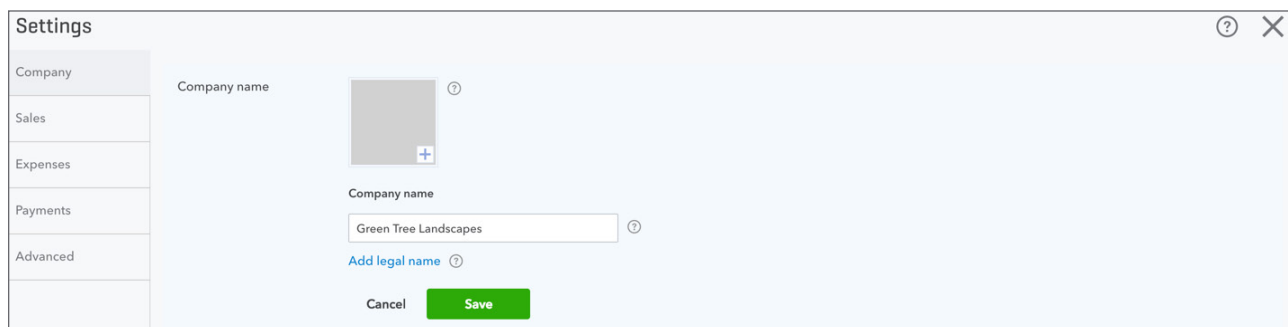 Settings
Company
Sales
Expenses
Payments
Advanced
Company name
Company name
Green Tree Landscapes
Add legal name
Cancel
Save